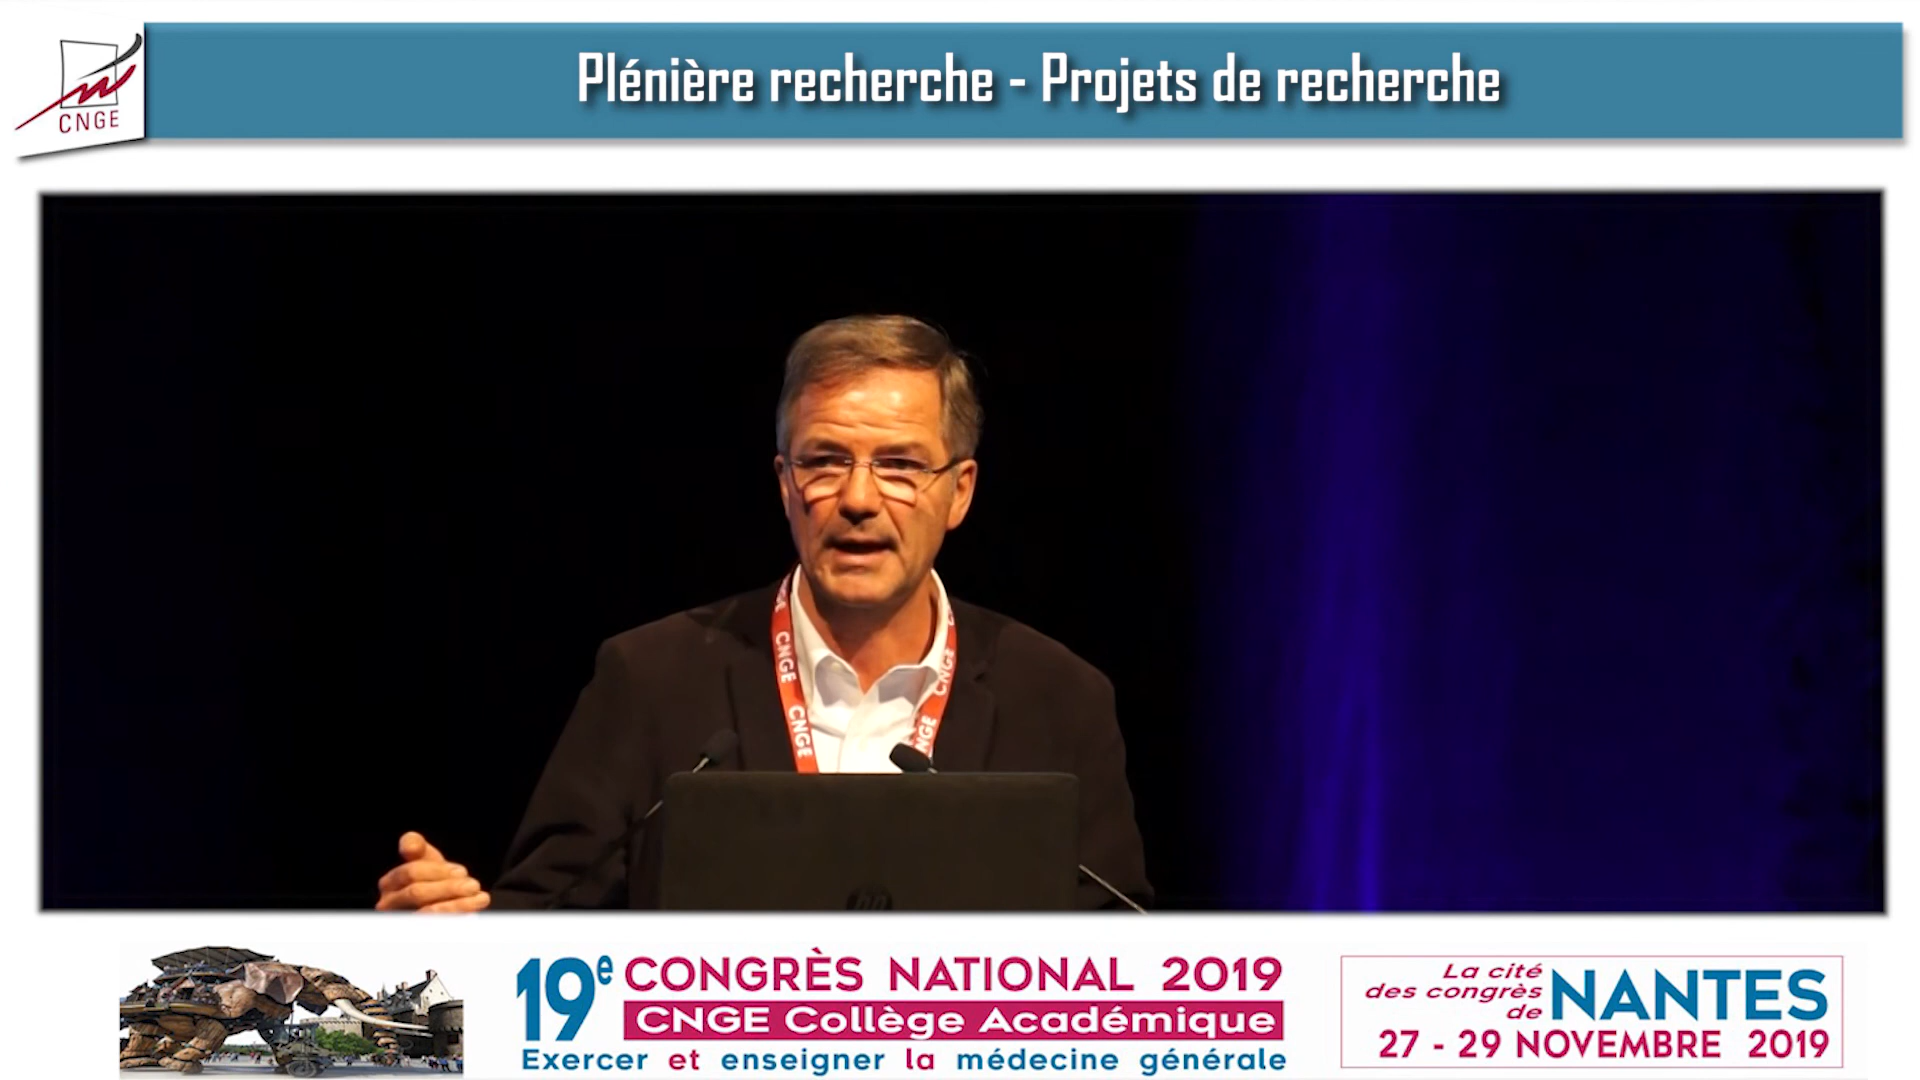 Plénière recherche - Projets de recherche
CNGE
CNGE
CNGE
CNGE
NGE
19e CONGRÈS NATIONAL 2019
CNGE Collège Académique
Exercer et enseigner la médecine générale
La cité
des congrès
de
NANTES
27 - 29 NOVEMBRE 2019